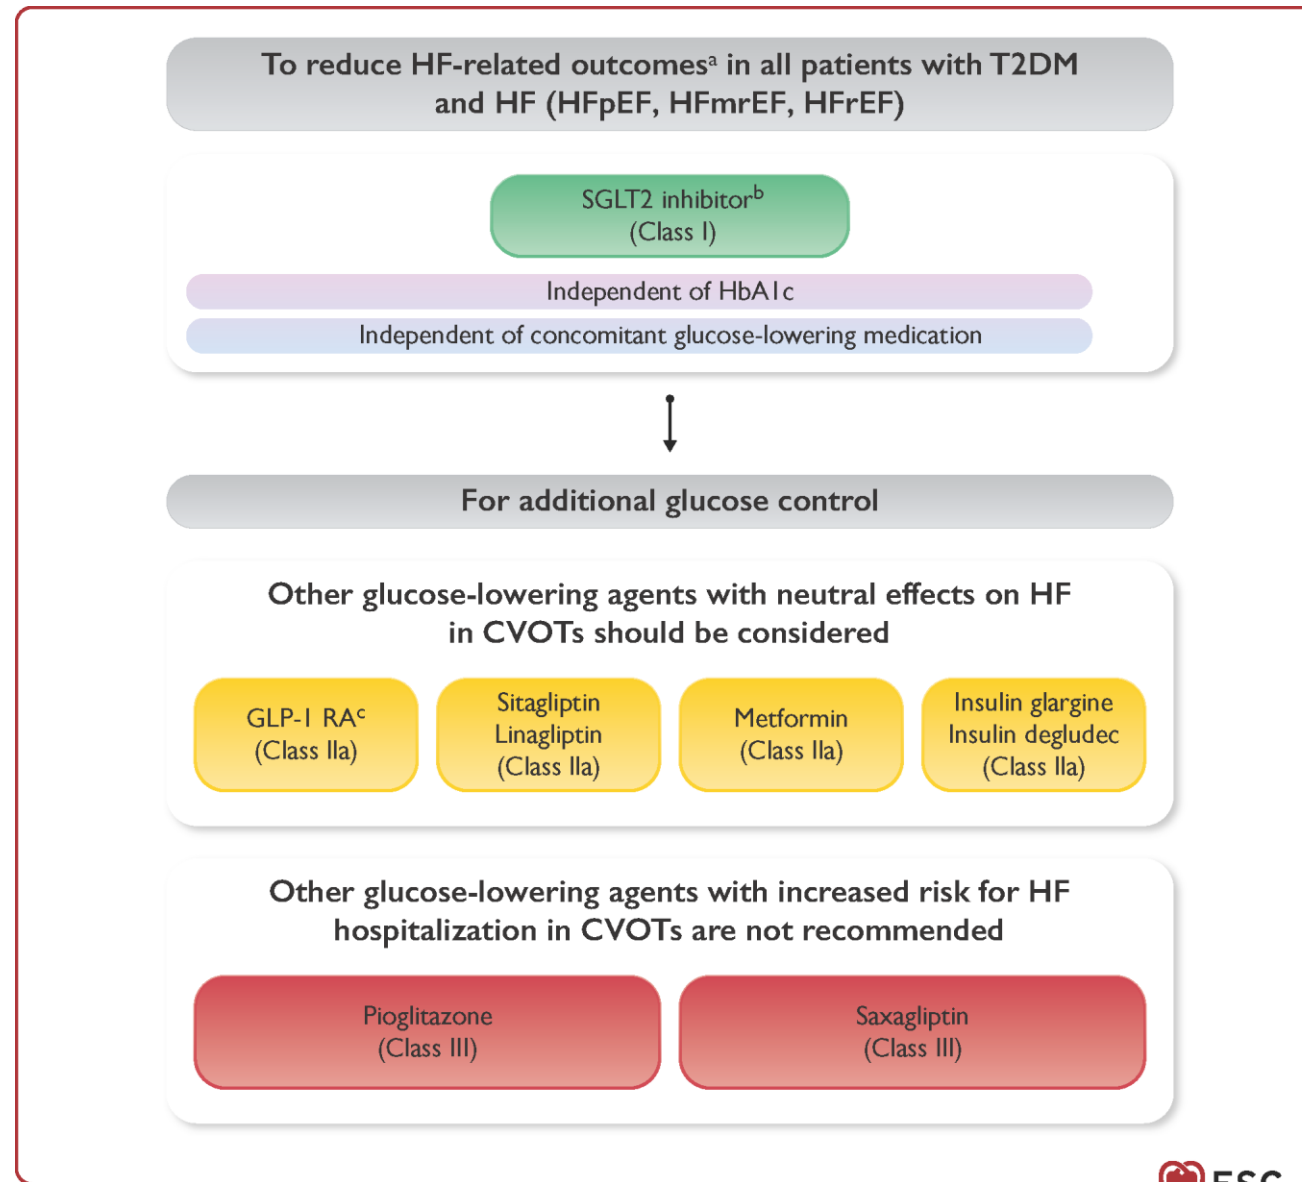 To reduce HF-related outcomesᵃ in all patients with T2DM
and HF (HFpEF, HFmrEF, HFrEF)
SGLT2 inhibitorᵇ
(Class I)
Independent of HbA1c
Independent of concomitant glucose-lowering medication
For additional glucose control
Other glucose-lowering agents with neutral effects on HF
in CVOTs should be considered
GLP-1 RAᶜ
(Class IIa)
Sitagliptin
Linagliptin
(Class IIa)
Metformin
(Class IIa)
Insulin glargine
Insulin degludec
(Class IIa)
Other glucose-lowering agents with increased risk for HF
hospitalization in CVOTs are not recommended
Pioglitazone
(Class III)
Saxagliptin
(Class III)
ESC